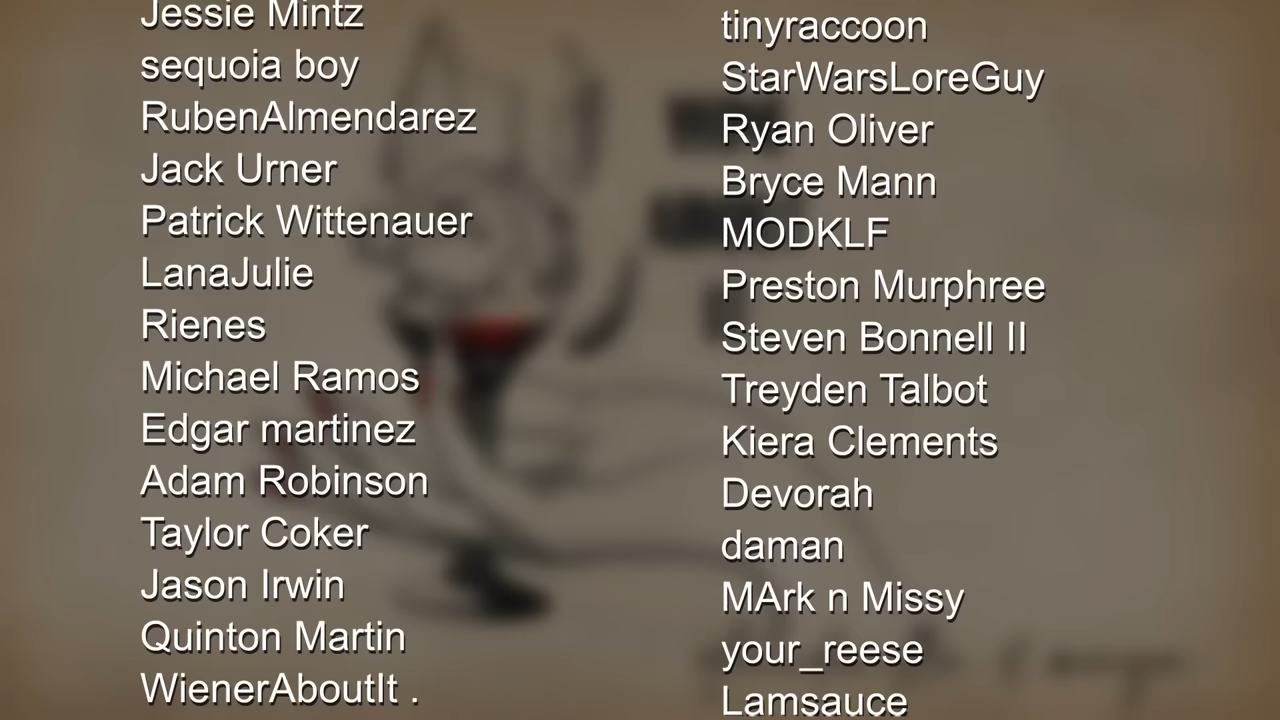 Jessie Mintz
sequoia boy
RubenAlmendarez
Jack Urner
Patrick Wittenauer
LanaJulie
Rienes
Michael Ramos
Edgar martinez
Adam Robinson
Taylor Coker
Jason Irwin
Quinton Martin
WienerAboutIt .
tinyraccoon
StarWarsLoreGuy
Ryan Oliver
Bryce Mann
MODKLF
Preston Murphree
Steven Bonnell II
Treyden Talbot
Kiera Clements
Devorah
daman
MArk n Missy
your_reese
Lamsauce